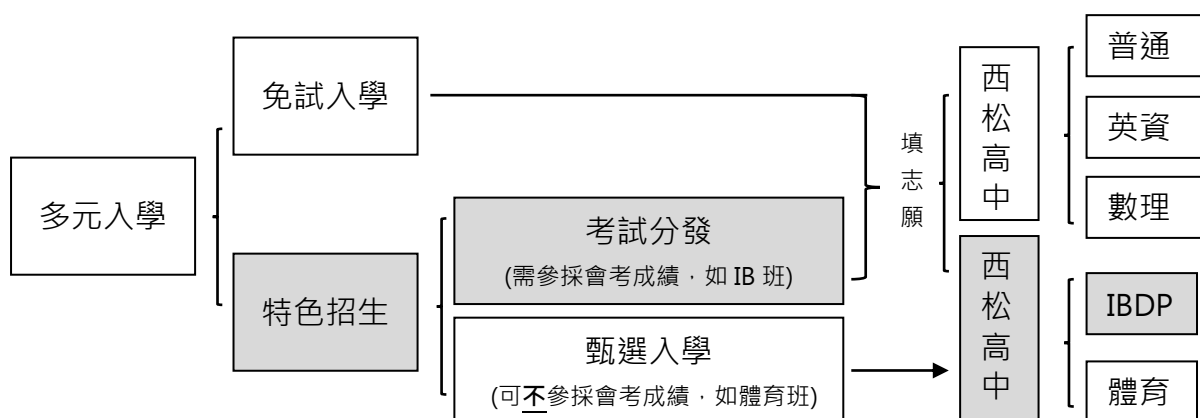 多元入學
免試入學
特色招生
考試分發
(需參採會考成績，如 IB 班)
甄選入學
(可不參採會考成績，如體育班)
填志願
西松高中
西松高中
普通
英資
數理
IBDP
體育